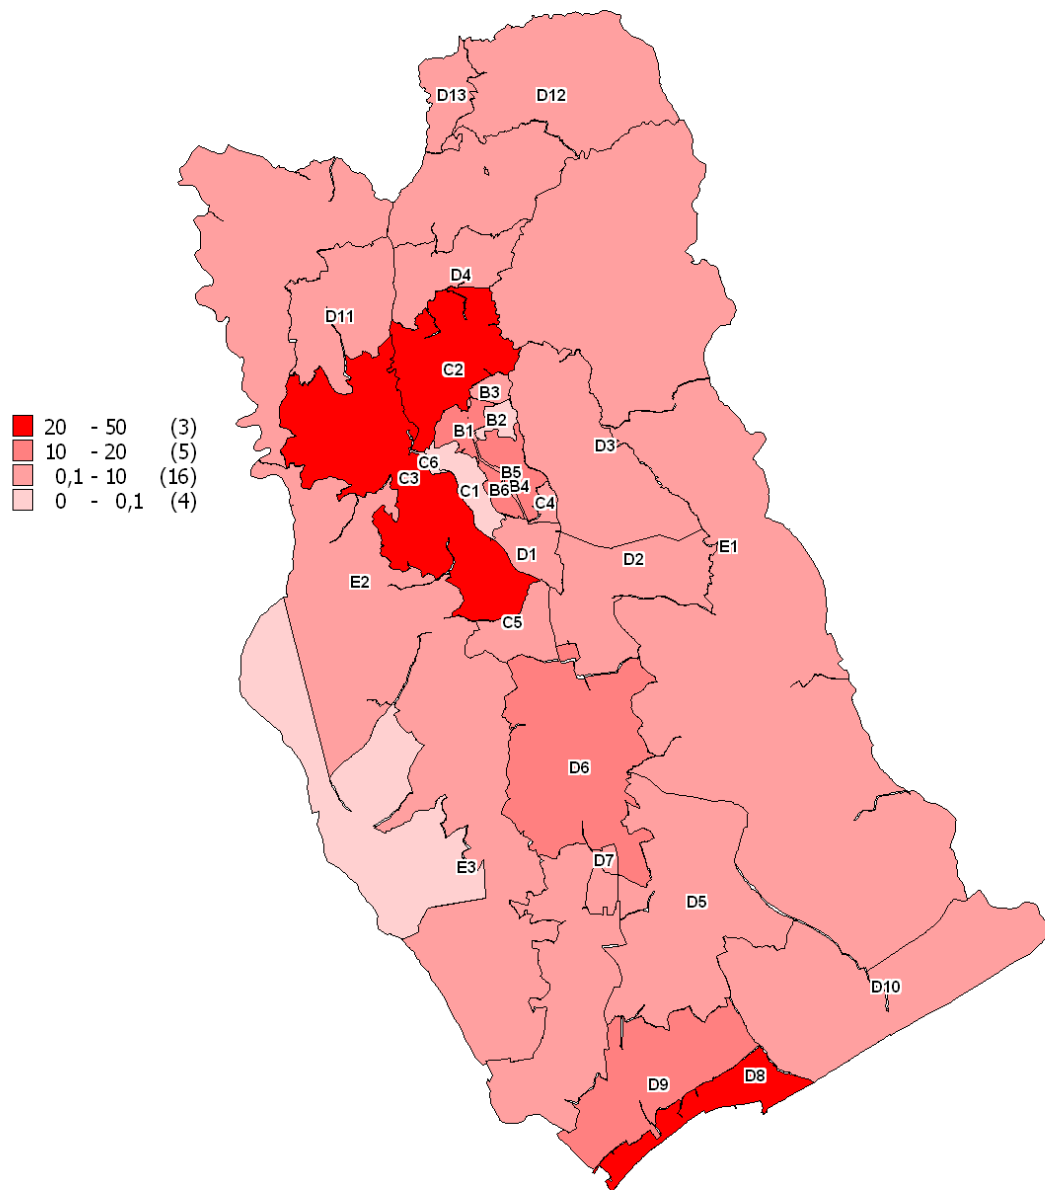 D13
D12
D4
D11
C2
B3
B2
B1
D3
20 - 50 (3)
10 - 20 (5)
0,1 - 10 (16)
0 - 0,1 (4)
C6
C3
B5
B4
C1
B6
C4
D1
D2
E1
E2
C5
D6
D7
E3
D5
D10
D8
D9